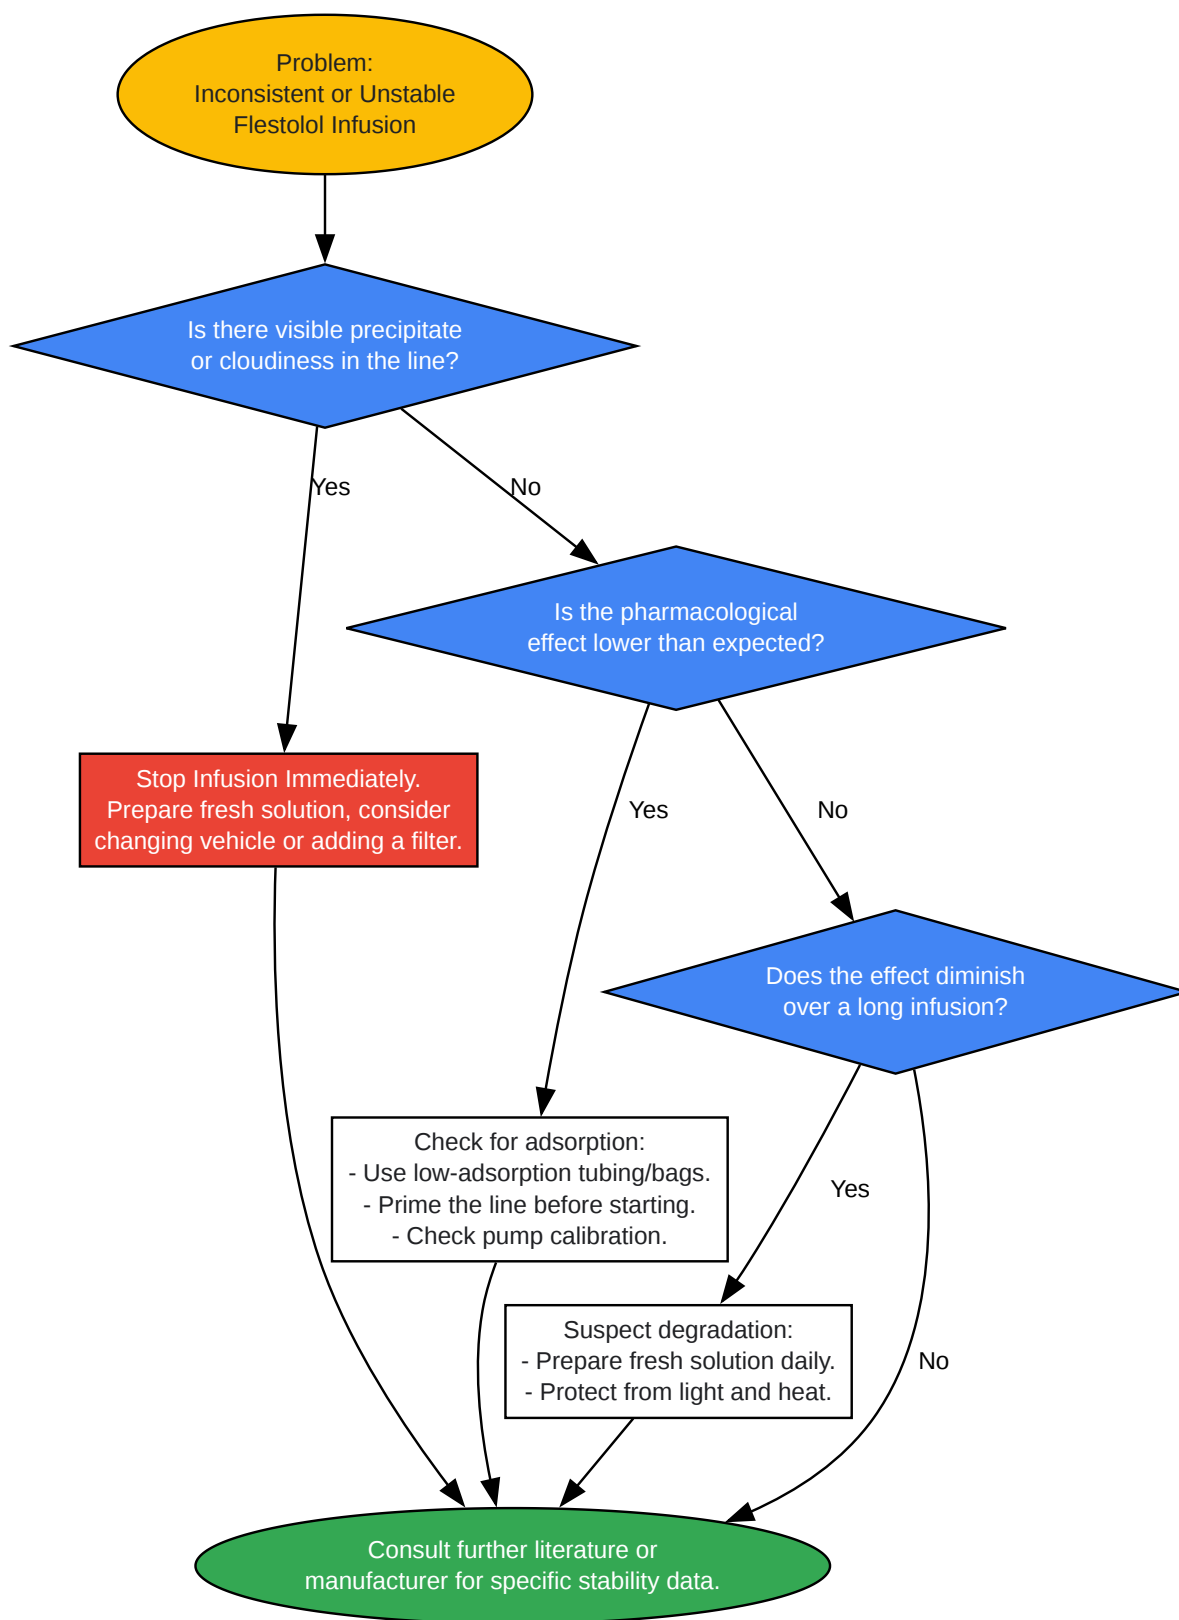 Problem:
Inconsistent or Unstable
Flestolol Infusion
Is there visible precipitate
or cloudiness in the line?
Yes
No
Is the pharmacological
effect lower than expected?
Stop Infusion Immediately.
Prepare fresh solution, consider
changing vehicle or adding a filter.
Yes
No
Does the effect diminish
over a long infusion?
Check for adsorption:
- Use low-adsorption tubing/bags.
- Prime the line before starting.
- Check pump calibration.
Yes
No
Suspect degradation:
- Prepare fresh solution daily.
- Protect from light and heat.
Consult further literature or
manufacturer for specific stability data.